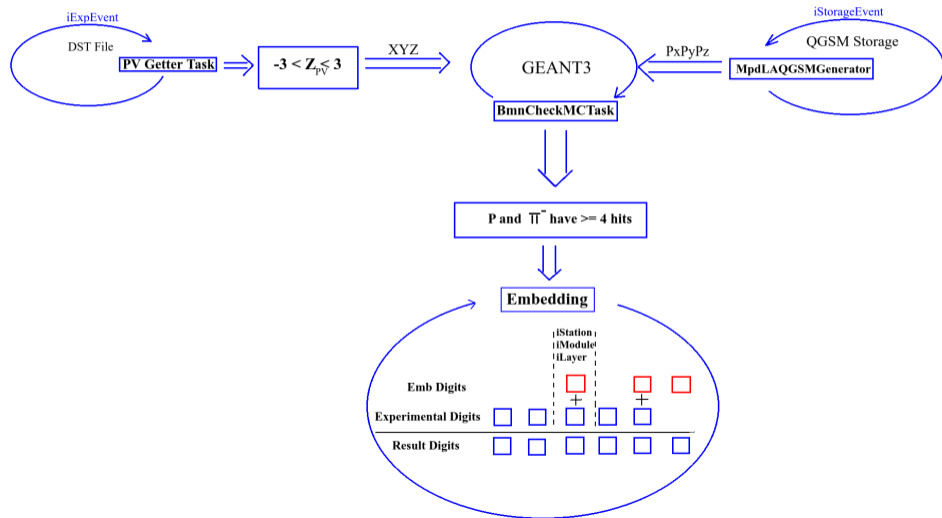 iExpEvent
DST File
PV Getter Task
-3 < Z_PV < 3
XYZ
GEANT3
BmnCheckMCTask
PxPyPz
iStorageEvent
QGSM Storage
MpdLAQGSMGenerator
P and π⁻ have >= 4 hits
Embedding
iStation
iModule
iLayer
Emb Digits
+ +
Experimental Digits
Result Digits